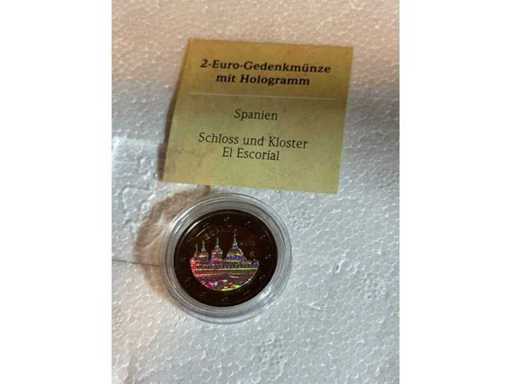 2-Euro-Gedenkmünze
mit Hologramm
Spanien
Schloss und Kloster
El Escorial